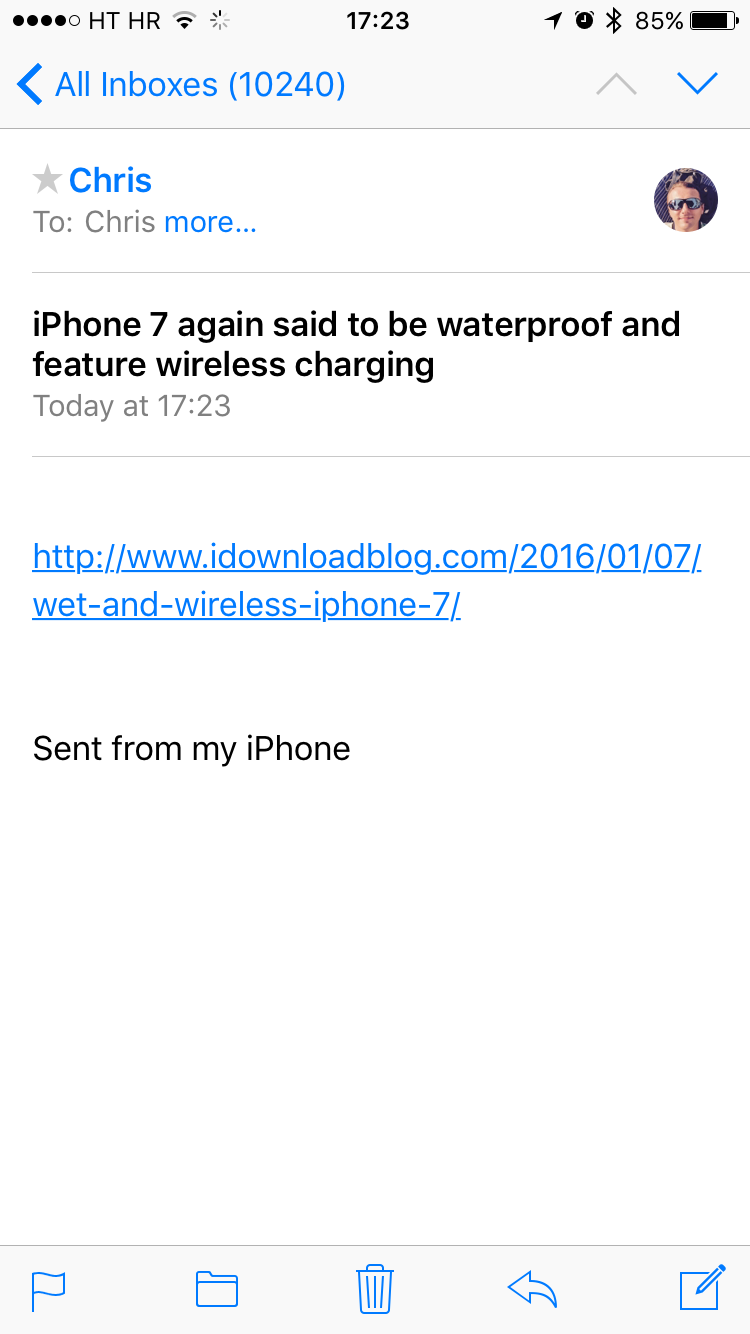 HT HR 17:23 85%
All Inboxes (10240)
Chris
To: Chris more...
iPhone 7 again said to be waterproof and
feature wireless charging
Today at 17:23
http://www.idownloadblog.com/2016/01/07/
wet-and-wireless-iphone-7/
Sent from my iPhone